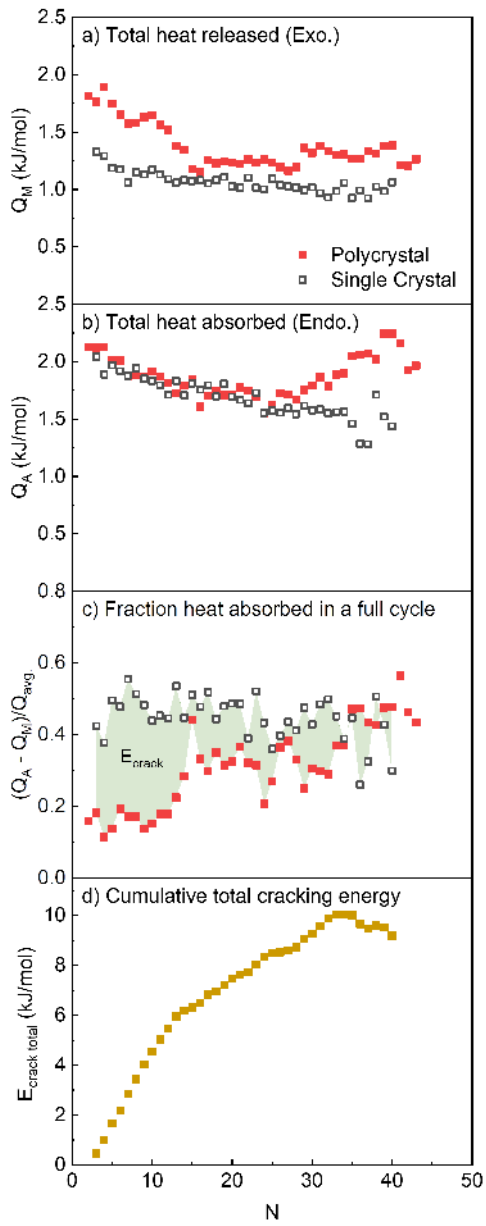 a) Total heat released (Exo.)
2.5
2.0
1.5
1.0
0.5
Q_M (kJ/mol)
Polycrystal
Single Crystal
b) Total heat absorbed (Endo.)
2.5
2.0
1.5
1.0
Q_A (kJ/mol)
c) Fraction heat absorbed in a full cycle
0.8
0.6
0.4
0.2
0.0
(Q_A - Q_M)/Q_avg.
E_crack
d) Cumulative total cracking energy
10
8
6
4
2
0
E_crack total (kJ/mol)
0 10 20 30 40 50
N